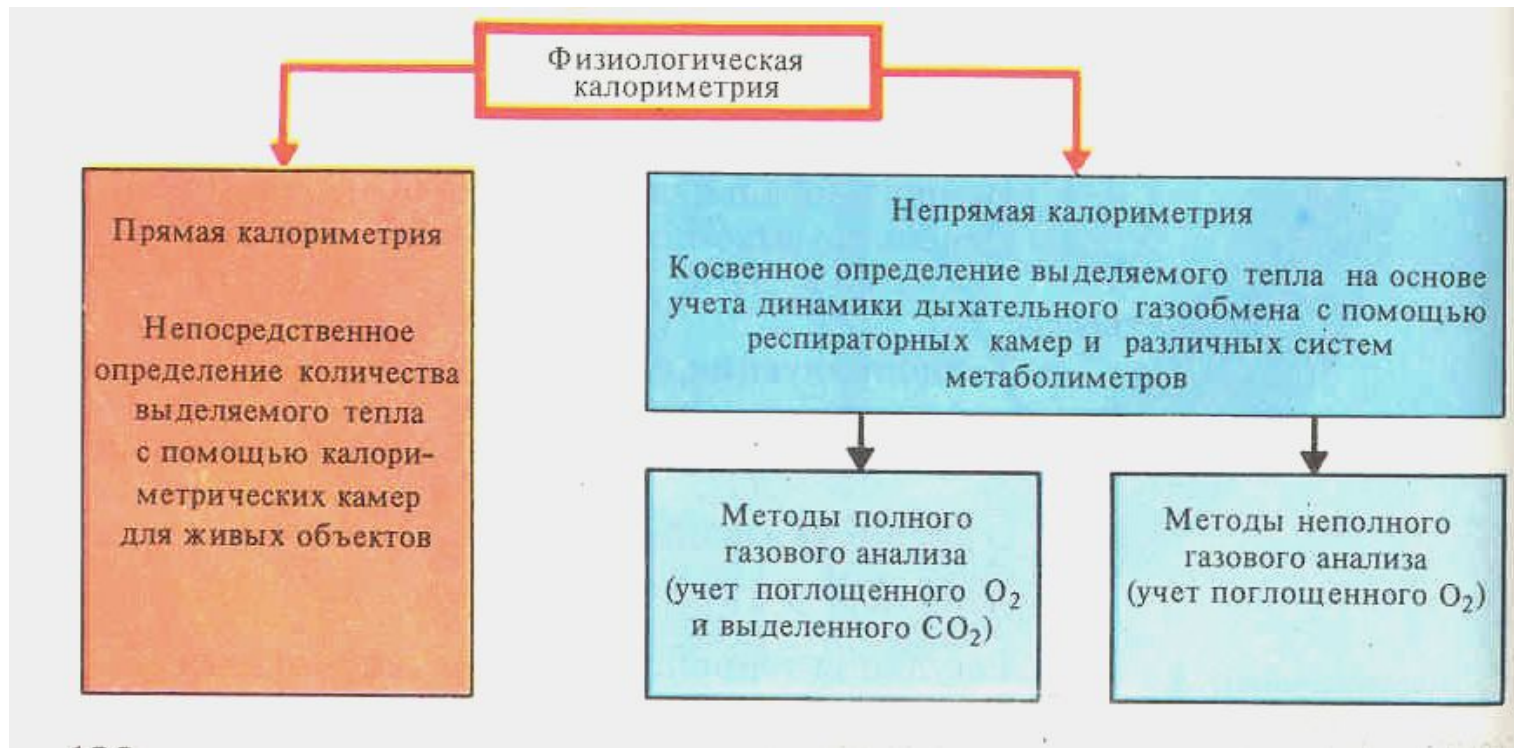 Физиологическая
калориметрия
Прямая калориметрия
Непосредственное
определение количества
выделяемого тепла
с помощью калори-
метрических камер
для живых объектов
Непрямая калориметрия
Косвенное определение выделяемого тепла на основе
учета динамики дыхательного газообмена с помощью
респираторных камер и различных систем
метаболиметров
Методы полного
газового анализа
(учет поглощенного O₂
и выделенного CO₂)
Методы неполного
газового анализа
(учет поглощенного O₂)